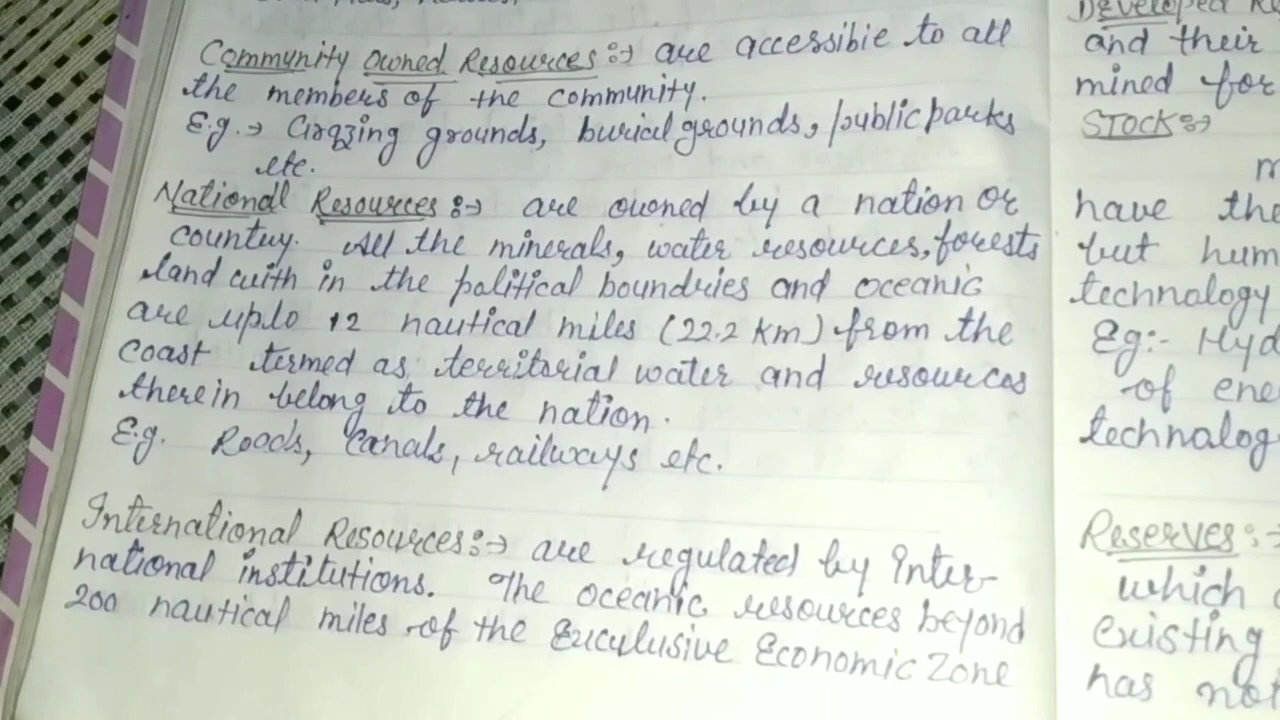 Community Owned Resources :→ are accessibie to all
the members of the community.
E.g. → Grazing grounds, burial grounds, public parks
etc.
National Resources :→ are owned by a nation or
country. All the minerals, water resources, forests
land with in the political boundries and oceanic
are upto 12 nautical miles (22.2 km) from the
coast termed as territorial water and resources
therein belong to the nation.
E.g. Roads, Canals, railways etc.
International Resources :→ are regulated by Inter-
national institutions. The oceanic resources beyond
200 nautical miles of the Exculusive Economic Zone
Developed
and their
mined for
STOCK :→
have the
but hum
technology
Eg:- Hyd
of ene
technolog
Reserves :→
which
existing
has not